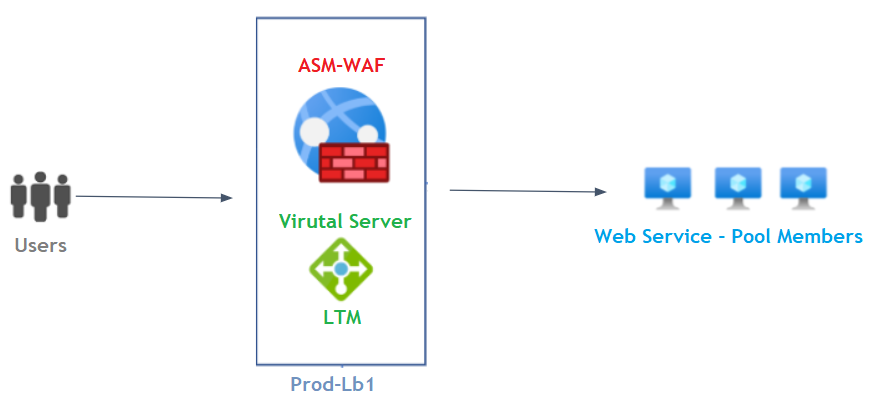 ASM-WAF
Users
Virutal Server
LTM
Web Service - Pool Members
Prod-Lb1